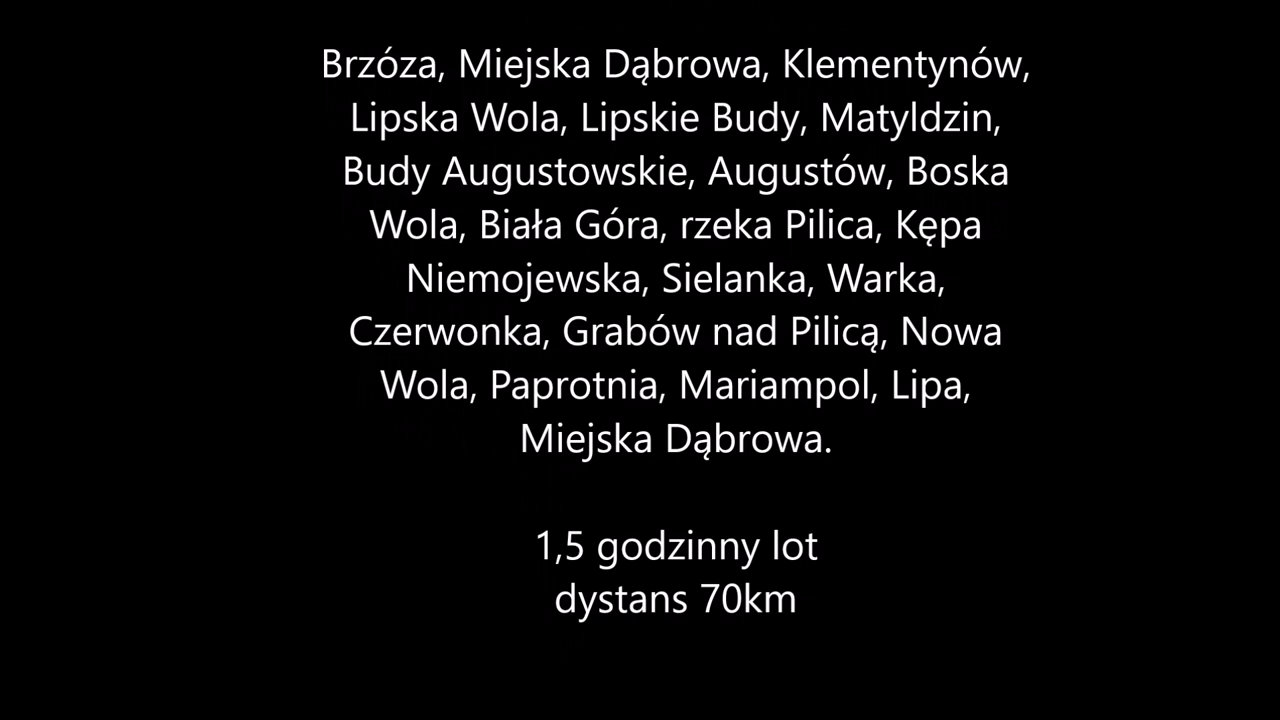 Brzóza, Miejska Dąbrowa, Klementynów,
Lipska Wola, Lipskie Budy, Matyldzin,
Budy Augustowskie, Augustów, Boska
Wola, Biała Góra, rzeka Pilica, Kępa
Niemojewska, Sielanka, Warka,
Czerwonka, Grabów nad Pilicą, Nowa
Wola, Paprotnia, Mariampol, Lipa,
Miejska Dąbrowa.
1,5 godzinny lot
dystans 70km